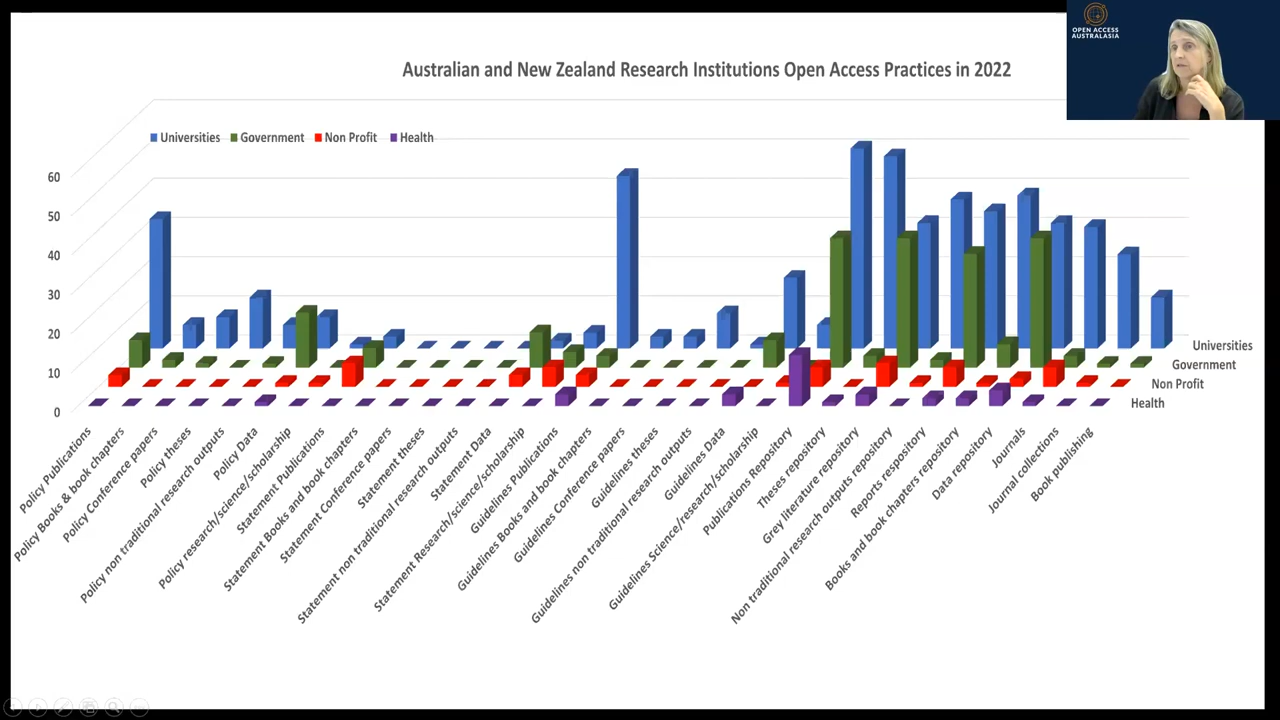 OPEN ACCESS
AUSTRALASIA
Australian and New Zealand Research Institutions Open Access Practices in 2022
Universities
Government
Non Profit
Health
60
50
40
30
20
10
0
Universities
Government
Non Profit
Health
Policy Publications
Policy Books & book chapters
Policy Conference papers
Policy theses
Policy non traditional research outputs
Policy Data
Policy research/science/scholarship
Statement Publications
Statement Books and book chapters
Statement Conference papers
Statement theses
Statement non traditional research outputs
Statement Data
Statement Research/science/scholarship
Guidelines Publications
Guidelines Books and book chapters
Guidelines Conference papers
Guidelines theses
Guidelines non traditional research outputs
Guidelines Data
Guidelines Science/research/scholarship
Publications Repository
Theses repository
Grey literature repository
Non traditional research outputs repository
Reports repository
Books and book chapters repository
Data repository
Journals
Journal collections
Book publishing